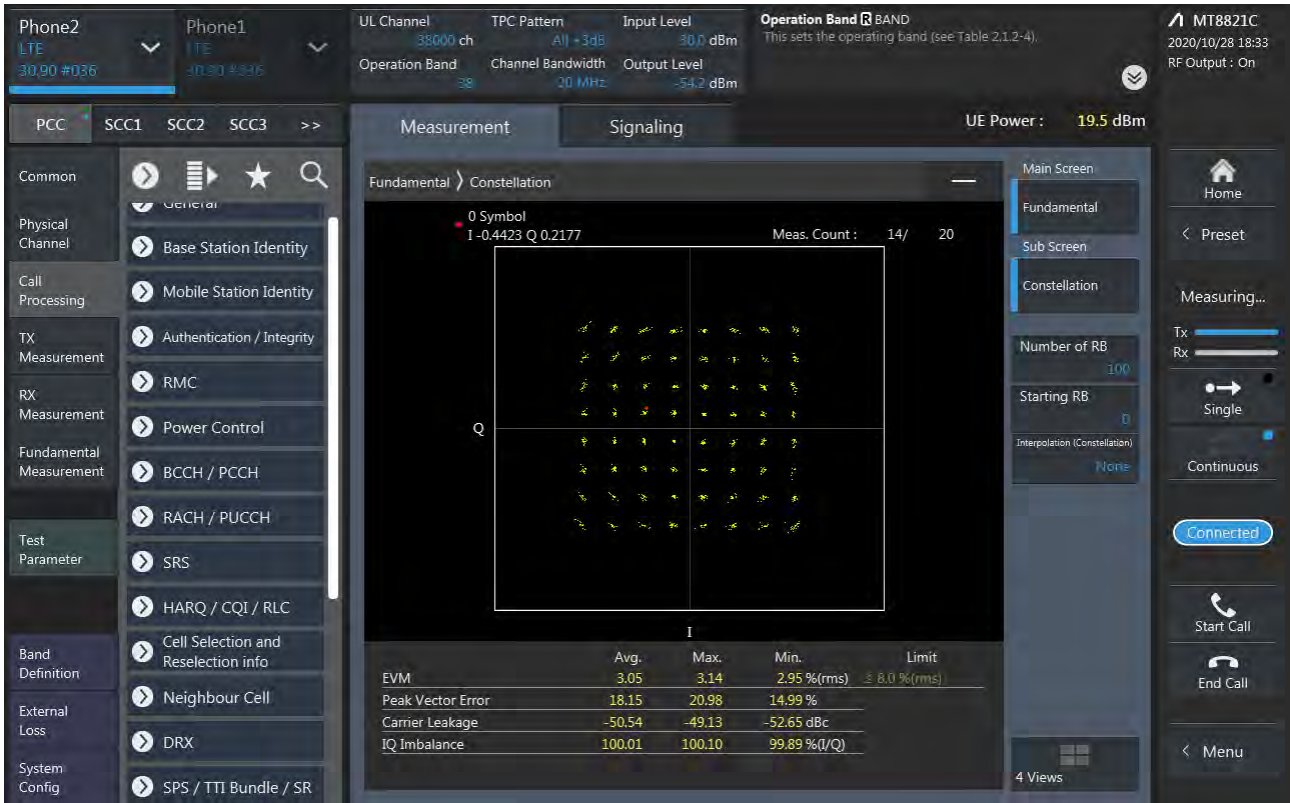 Phone2
LTE
30.90 #036
Phone1
LTE
UL Channel
38000 ch
TPC Pattern
All +3dB
Input Level
30.0 dBm
Operation Band
38
Channel Bandwidth
20 MHz
Output Level
-54.2 dBm
Operation Band R BAND
This sets the operating band (see Table 2.1.2-4).
MT8821C
2020/10/28 18:33
RF Output : On
PCC
SCC1
SCC2
SCC3
>>
Measurement
Signaling
UE Power : 19.5 dBm
Common
Physical
Channel
Call
Processing
TX
Measurement
RX
Measurement
Fundamental
Measurement
Test
Parameter
Band
Definition
External
Loss
System
Config
General
Base Station Identity
Mobile Station Identity
Authentication / Integrity
RMC
Power Control
BCCH / PCCH
RACH / PUCCH
SRS
HARQ / CQI / RLC
Cell Selection and
Reselection info
Neighbour Cell
DRX
SPS / TTI Bundle / SR
Fundamental 〉 Constellation
0 Symbol
I -0.4423 Q 0.2177
Meas. Count : 14/ 20
Q
I
Avg. Max. Min. Limit
EVM 3.05 3.14 2.95 %(rms) ≤ 8.0 %(rms)
Peak Vector Error 18.15 20.98 14.99 %
Carrier Leakage -50.54 -49.13 -52.65 dBc
IQ Imbalance 100.01 100.10 99.89 %(I/Q)
Main Screen
Fundamental
Sub Screen
Constellation
Number of RB
100
Starting RB
0
Interpolation (Constellation)
None
4 Views
Home
< Preset
Measuring...
Tx
Rx
Single
Continuous
Connected
Start Call
End Call
< Menu